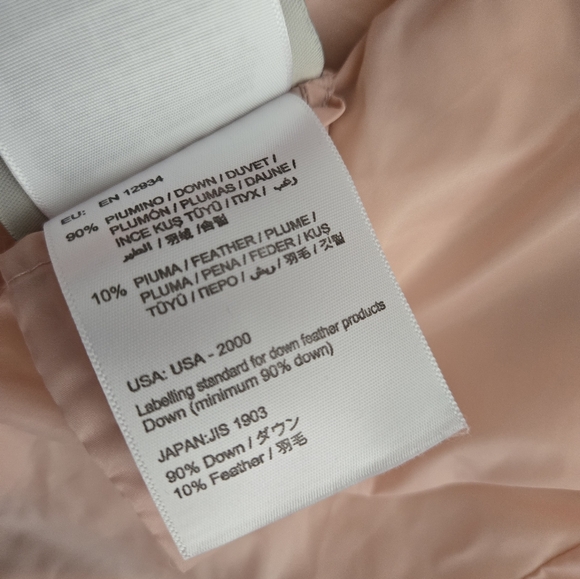 EU: EN 12934
90% PIUMINO / DOWN / DUVET /
PLUMÓN / PLUMAS / DAUNE /
INCE KUŞ TÜYÜ / ПУХ / زغب
الطير / 羽絨 / 솜털
10% PIUMA / FEATHER / PLUME /
PLUMA / PENA / FEDER / KUŞ
TÜYÜ / ПЕРО / ريش / 羽毛 / 깃털
USA: USA - 2000
Labelling standard for down feather products
Down (minimum 90% down)
JAPAN:JIS 1903
90% Down / ダウン
10% Feather / 羽毛